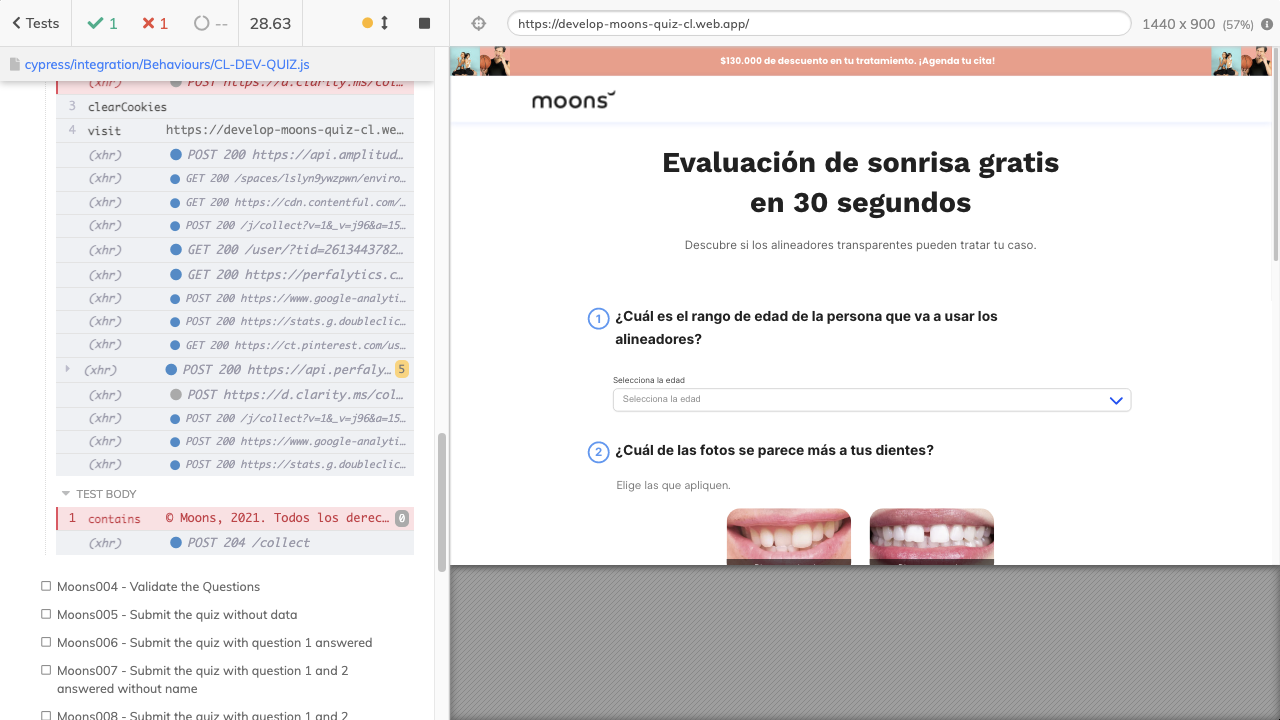 Tests
1
1
--
28.63
https://develop-moons-quiz-cl.web.app/
1440 x 900 (57%)
cypress/integration/Behaviours/CL-DEV-QUIZ.js
(xhr) POST 200 https://d.clarity.ms/col…
3 clearCookies
4 visit https://develop-moons-quiz-cl.we…
(xhr) POST 200 https://api.amplitud…
(xhr) GET 200 /spaces/slyn9ywzpwn/enviro…
(xhr) GET 200 https://cdn.contentful.com/…
(xhr) POST 200 /j/collect?v=1&_v=j96&a=15…
(xhr) GET 200 /user/?tid=2613443782…
(xhr) GET 200 https://perfalytics.c…
(xhr) POST 200 https://www.google-analyti…
(xhr) POST 200 https://stats.g.doubleclic…
(xhr) GET 200 https://ct.pinterest.com/us…
(xhr) POST 200 https://api.perfaly… 5
(xhr) POST https://d.clarity.ms/col…
(xhr) POST 200 /j/collect?v=1&_v=j96&a=15…
(xhr) POST 200 https://www.google-analyti…
(xhr) POST 200 https://stats.g.doubleclic…
TEST BODY
1 contains © Moons, 2021. Todos los derec… 0
(xhr) POST 204 /collect
Moons004 - Validate the Questions
Moons005 - Submit the quiz without data
Moons006 - Submit the quiz with question 1 answered
Moons007 - Submit the quiz with question 1 and 2
answered without name
Moons008 - Submit the quiz with question 1 and 2
$130.000 de descuento en tu tratamiento. ¡Agenda tu cita!
moons
Evaluación de sonrisa gratis
en 30 segundos
Descubre si los alineadores transparentes pueden tratar tu caso.
1 ¿Cuál es el rango de edad de la persona que va a usar los
alineadores?
Selecciona la edad
Selecciona la edad
2 ¿Cuál de las fotos se parece más a tus dientes?
Elige las que apliquen.